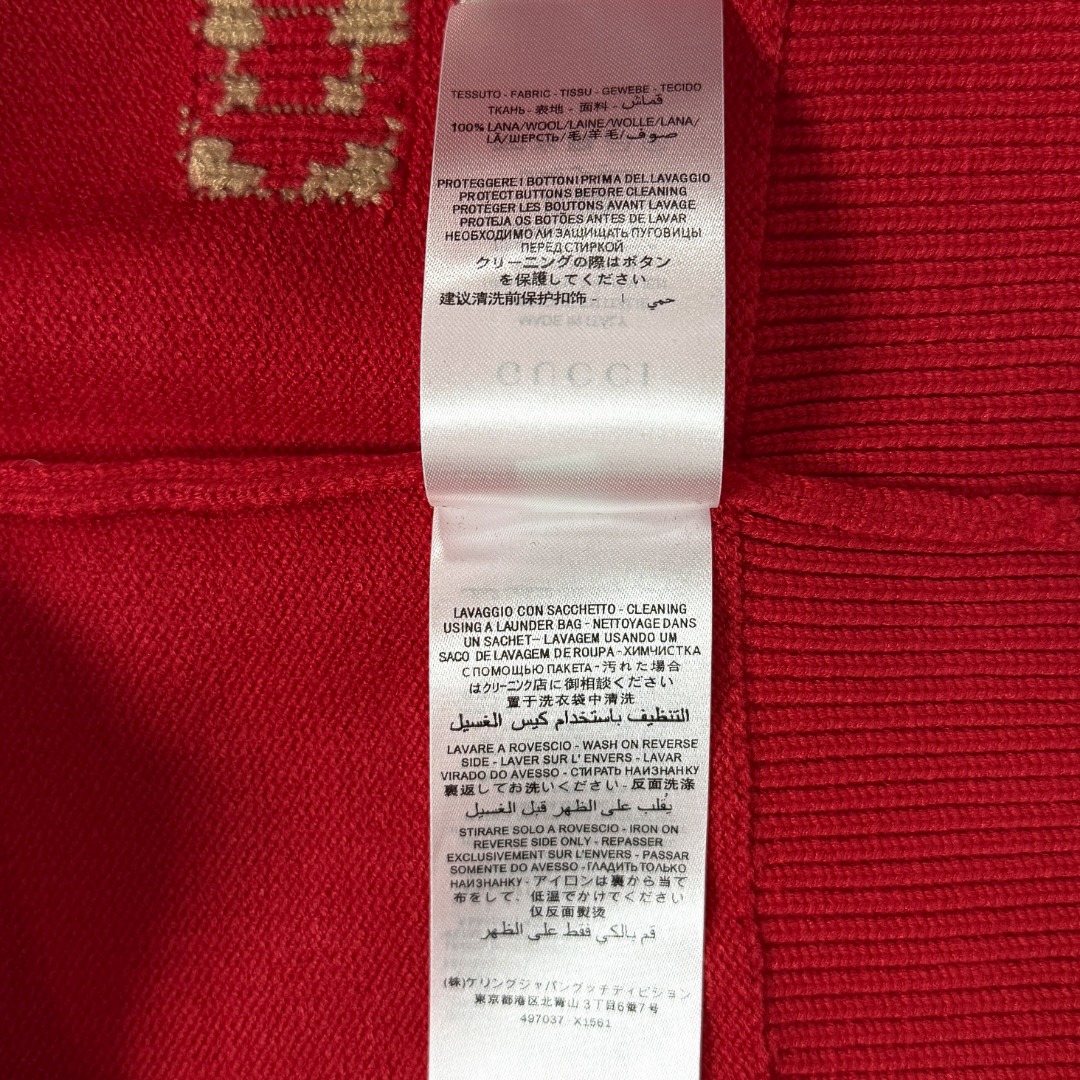 TESSUTO - FABRIC - TISSU - GEWEBE - TECIDO
ТКАНЬ - 表地 - 面料 - قماش
100% LANA/WOOL/LAINE/WOLLE/LANA/
LÃ/ШЕРСТЬ/毛/羊毛/صوف
PROTEGGERE I BOTTONI PRIMA DEL LAVAGGIO
PROTECT BUTTONS BEFORE CLEANING
PROTÉGER LES BOUTONS AVANT LAVAGE
PROTEJA OS BOTÕES ANTES DE LAVAR
НЕОБХОДИМО ЛИ ЗАЩИЩАТЬ ПУГОВИЦЫ
ПЕРЕД СТИРКОЙ
クリーニングの際はボタン
を保護してください
建议清洗前保护扣饰 -
MADE IN ITALY
GUCCI
LAVAGGIO CON SACCHETTO - CLEANING
USING A LAUNDER BAG - NETTOYAGE DANS
UN SACHET- LAVAGEM USANDO UM
SACO DE LAVAGEM DE ROUPA - ХИМЧИСТКА
С ПОМОЩЬЮ ПАКЕТА - 汚れた場合
はクリーニング店に御相談ください
置于洗衣袋中清洗
التنظيف باستخدام كيس الغسيل
LAVARE A ROVESCIO - WASH ON REVERSE
SIDE - LAVER SUR L' ENVERS - LAVAR
VIRADO DO AVESSO - СТИРАТЬ НАИЗНАНКУ
裏返してお洗いください - 反面洗涤
يُقلب على الظهر قبل الغسيل
STIRARE SOLO A ROVESCIO - IRON ON
REVERSE SIDE ONLY - REPASSER
EXCLUSIVEMENT SUR L'ENVERS - PASSAR
SOMENTE DO AVESSO - ГЛАДИТЬ ТОЛЬКО
НАИЗНАНКУ - アイロンは裏から当て
布をして、低温でかけてください
仅反面熨烫
قم بالكي فقط على الظهر
(株)ケリングジャパングッチディビジョン
東京都港区北青山3丁目6番7号
497037 X1561